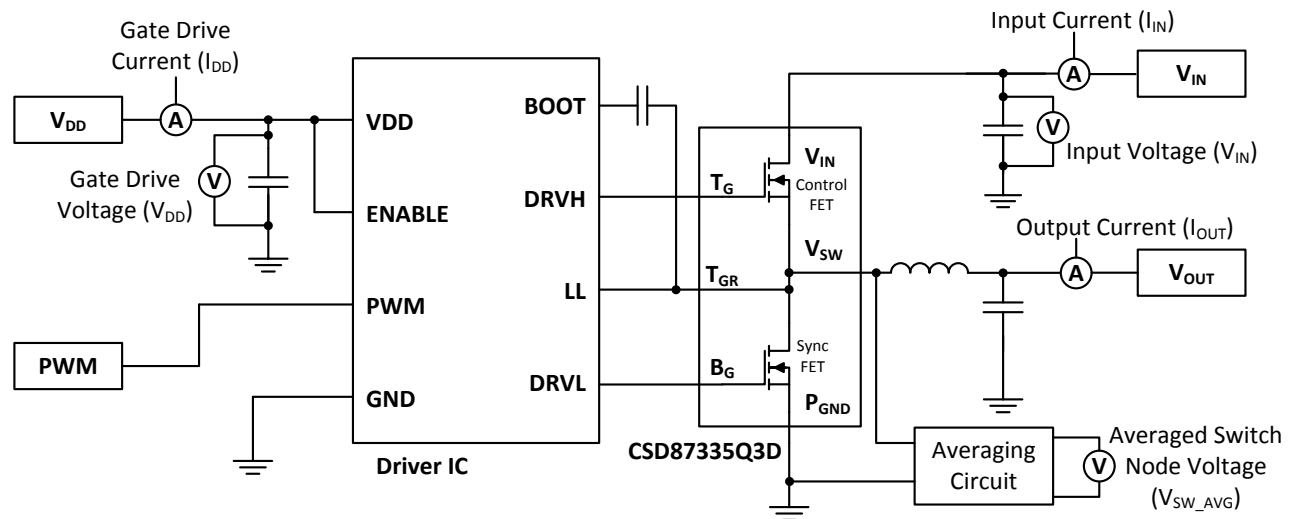 Gate Drive
Current (IDD)
Input Current (IIN)
VDD
A
A
VIN
VDD
BOOT
V
Gate Drive
Voltage (VDD)
V
Input Voltage (VIN)
VIN
Control
FET
TG
DRVH
ENABLE
Output Current (IOUT)
VSW
A
VOUT
TGR
LL
PWM
PWM
Sync
FET
BG
DRVL
GND
PGND
CSD87335Q3D
Driver IC
Averaging
Circuit
V
Averaged Switch
Node Voltage
(VSW_AVG)